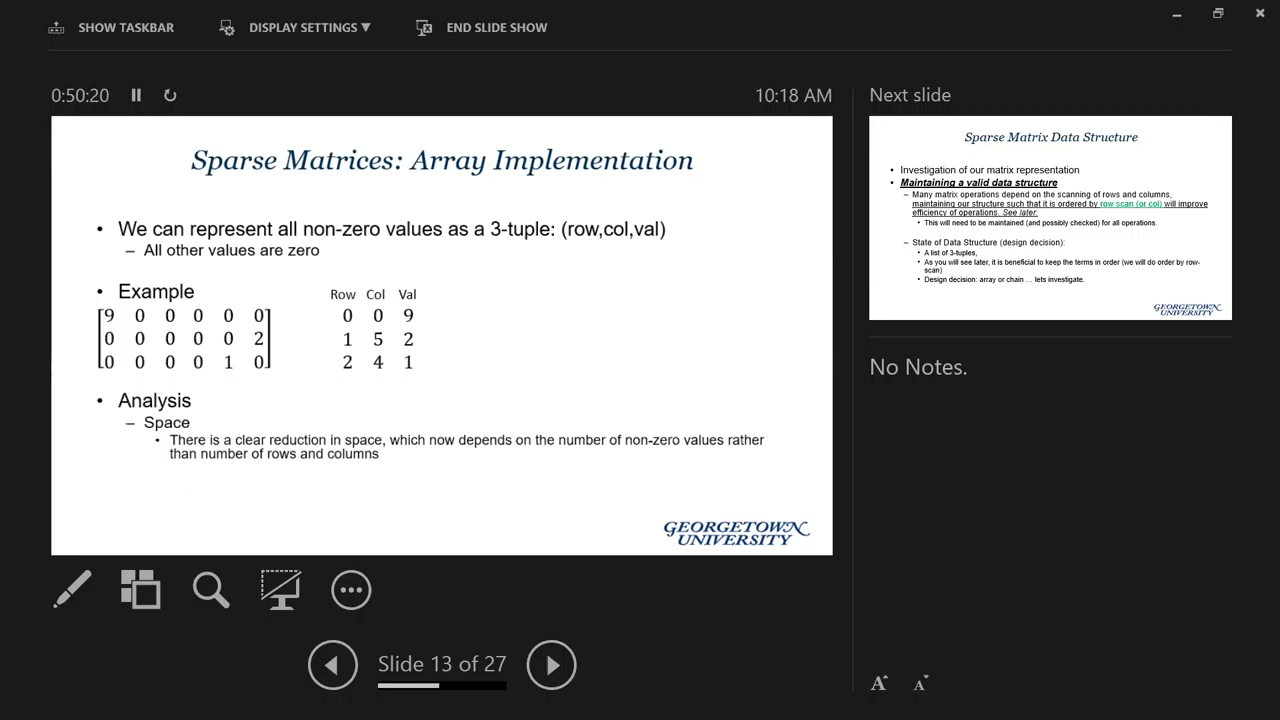 SHOW TASKBAR DISPLAY SETTINGS ▼ END SLIDE SHOW
0:50:20 10:18 AM
Sparse Matrices: Array Implementation
• We can represent all non-zero values as a 3-tuple: (row,col,val)
– All other values are zero
• Example
9 0 0 0 0 0
0 0 0 0 0 2
0 0 0 0 1 0
Row Col Val
0 0 9
1 5 2
2 4 1
• Analysis
– Space
• There is a clear reduction in space, which now depends on the number of non-zero values rather
than number of rows and columns
GEORGETOWN
UNIVERSITY
Slide 13 of 27
Next slide
Sparse Matrix Data Structure
• Investigation of our matrix representation
• Maintaining a valid data structure
– Many matrix operations depend on the scanning of rows and columns,
maintaining our structure such that it is ordered by row scan (or col) will improve
efficiency of operations. See later.
• This will need to be maintained (and possibly checked) for all operations.
– State of Data Structure (design decision):
• A list of 3-tuples,
• As you will see later, it is beneficial to keep the terms in order (we will do order by row-
scan)
• Design decision: array or chain ... lets investigate.
GEORGETOWN
UNIVERSITY
No Notes.
A A